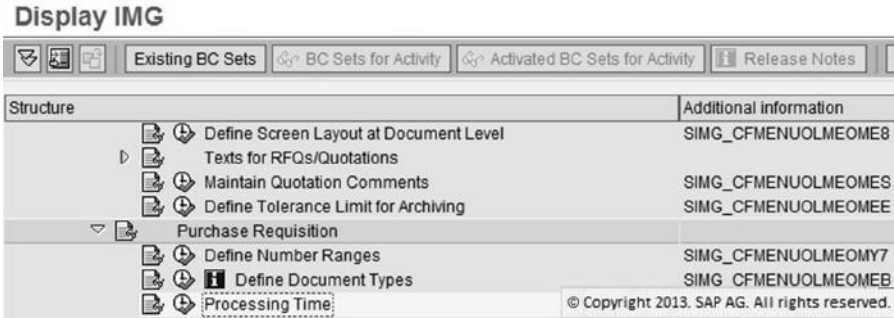 Display IMG
Existing BC Sets BC Sets for Activity Activated BC Sets for Activity Release Notes
Structure Additional information
Define Screen Layout at Document Level SIMG_CFMENUOLMEOME8
Texts for RFQs/Quotations
Maintain Quotation Comments SIMG_CFMENUOLMEOMES
Define Tolerance Limit for Archiving SIMG_CFMENUOLMEOMEE
Purchase Requisition
Define Number Ranges SIMG_CFMENUOLMEOMY7
Define Document Types SIMG_CFMENUOLMEOMEB
Processing Time © Copyright 2013. SAP AG. All rights reserved.